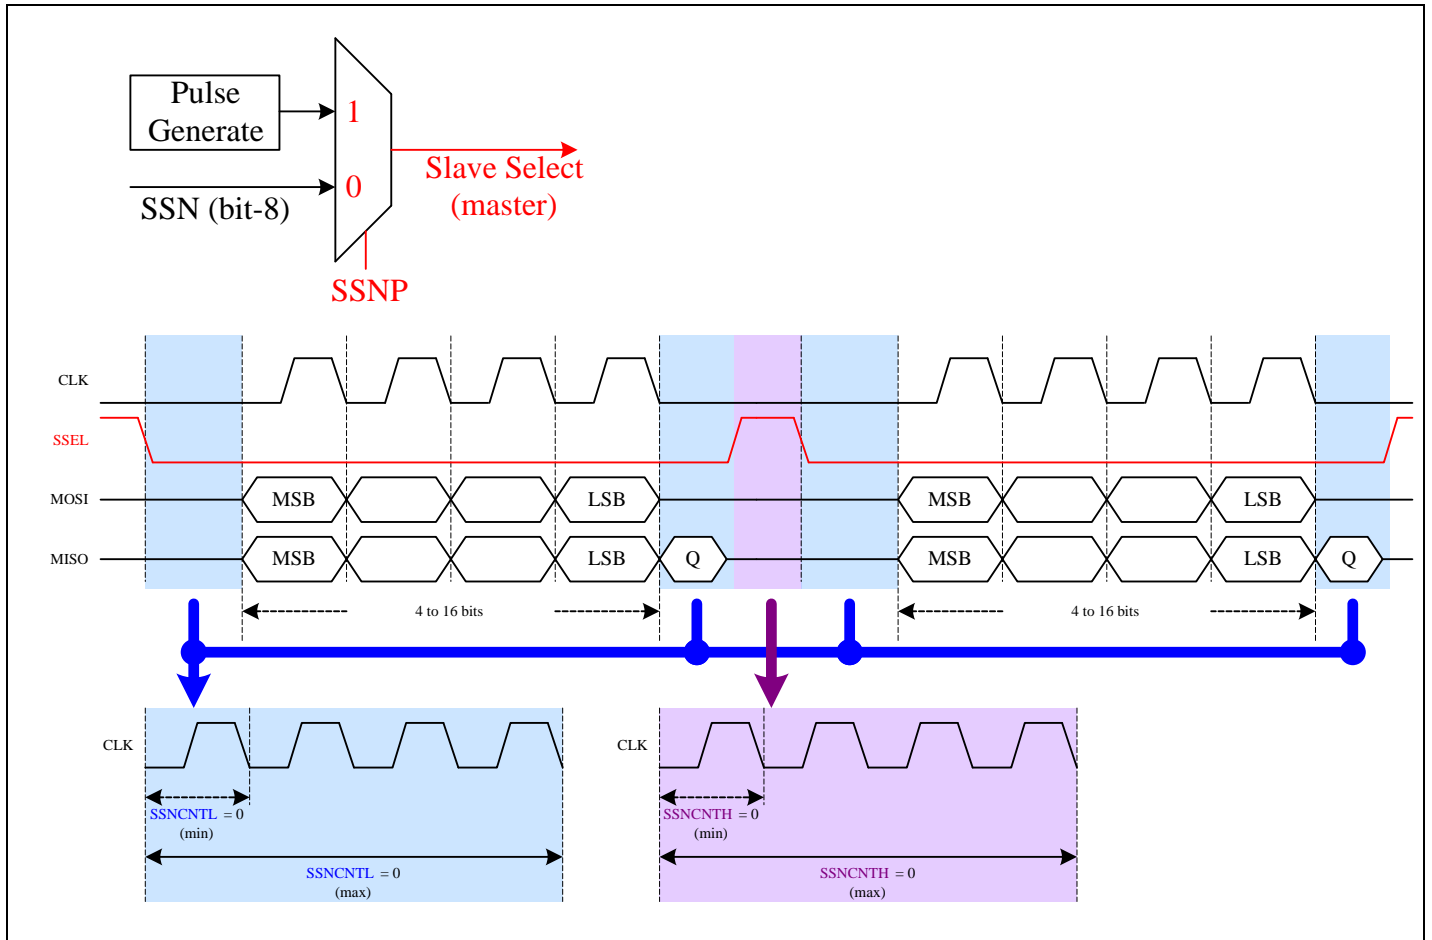 Pulse
Generate
1
0
SSN (bit-8)
Slave Select
(master)
SSNP
CLK
SSEL
MOSI MSB LSB MSB LSB
MISO MSB LSB Q MSB LSB Q
4 to 16 bits 4 to 16 bits
CLK CLK
SSNCNTL = 0 SSNCNTH = 0
(min) (min)
SSNCNTL = 0 SSNCNTH = 0
(max) (max)